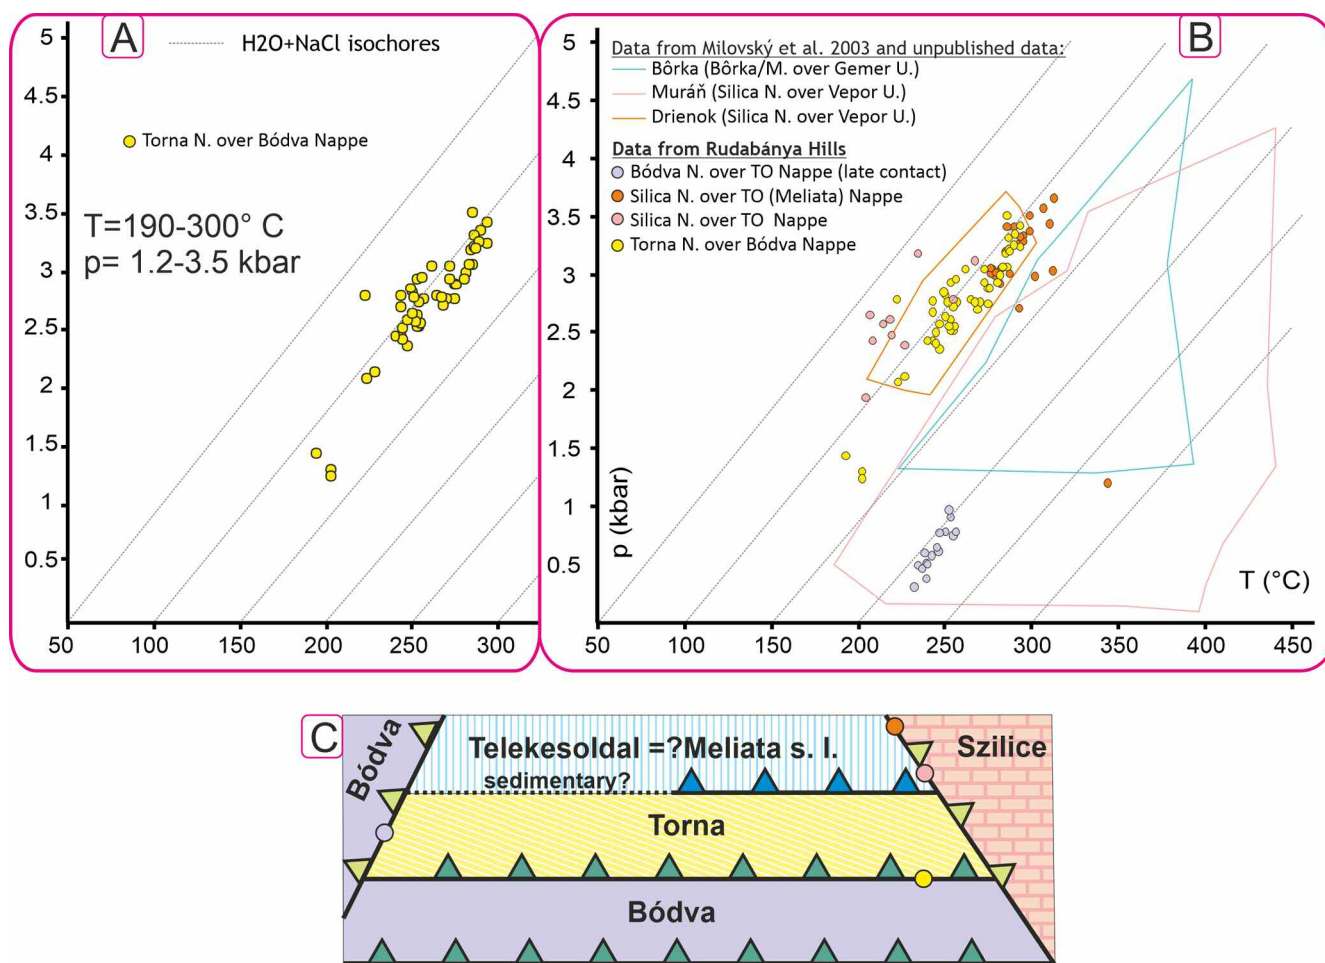 A
H2O+NaCl isochores
Torna N. over Bódva Nappe
T=190-300° C
p= 1.2-3.5 kbar
5
4.5
4
3.5
3
2.5
2
1.5
1
0.5
50
100
150
200
250
300
B
Data from Milovský et al. 2003 and unpublished data:
Bôrka (Bôrka/M. over Gemer U.)
Muráň (Silica N. over Vepor U.)
Drienok (Silica N. over Vepor U.)
Data from Rudabánya Hills
Bódva N. over TO Nappe (late contact)
Silica N. over TO (Meliata) Nappe
Silica N. over TO Nappe
Torna N. over Bódva Nappe
5
4.5
4
3.5
3
2.5
2
1.5
1
0.5
p (kbar)
T (°C)
50
100
150
200
250
300
350
400
450
C
Bódva
Telekesoldal =?Meliata s. l.
sedimentary?
Szilice
Torna
Bódva